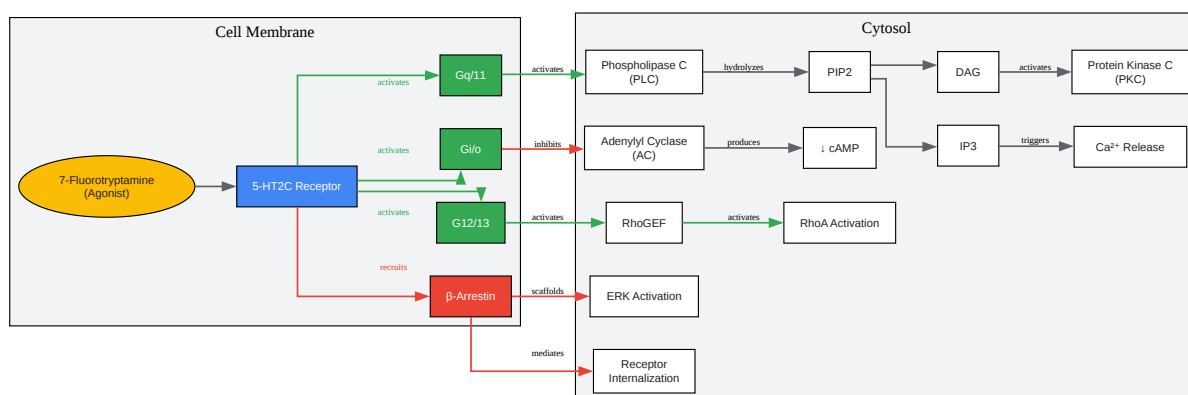 Cell Membrane
Cytosol
7-Fluorotryptamine
(Agonist)
5-HT2C Receptor
activates
Gq/11
activates
Phospholipase C
(PLC)
hydrolyzes
PIP2
DAG
activates
Protein Kinase C
(PKC)
activates
Gi/o
inhibits
Adenylyl Cyclase
(AC)
produces
↓ cAMP
IP3
triggers
Ca²⁺ Release
activates
G12/13
activates
RhoGEF
activates
RhoA Activation
recruits
β-Arrestin
scaffolds
ERK Activation
mediates
Receptor
Internalization